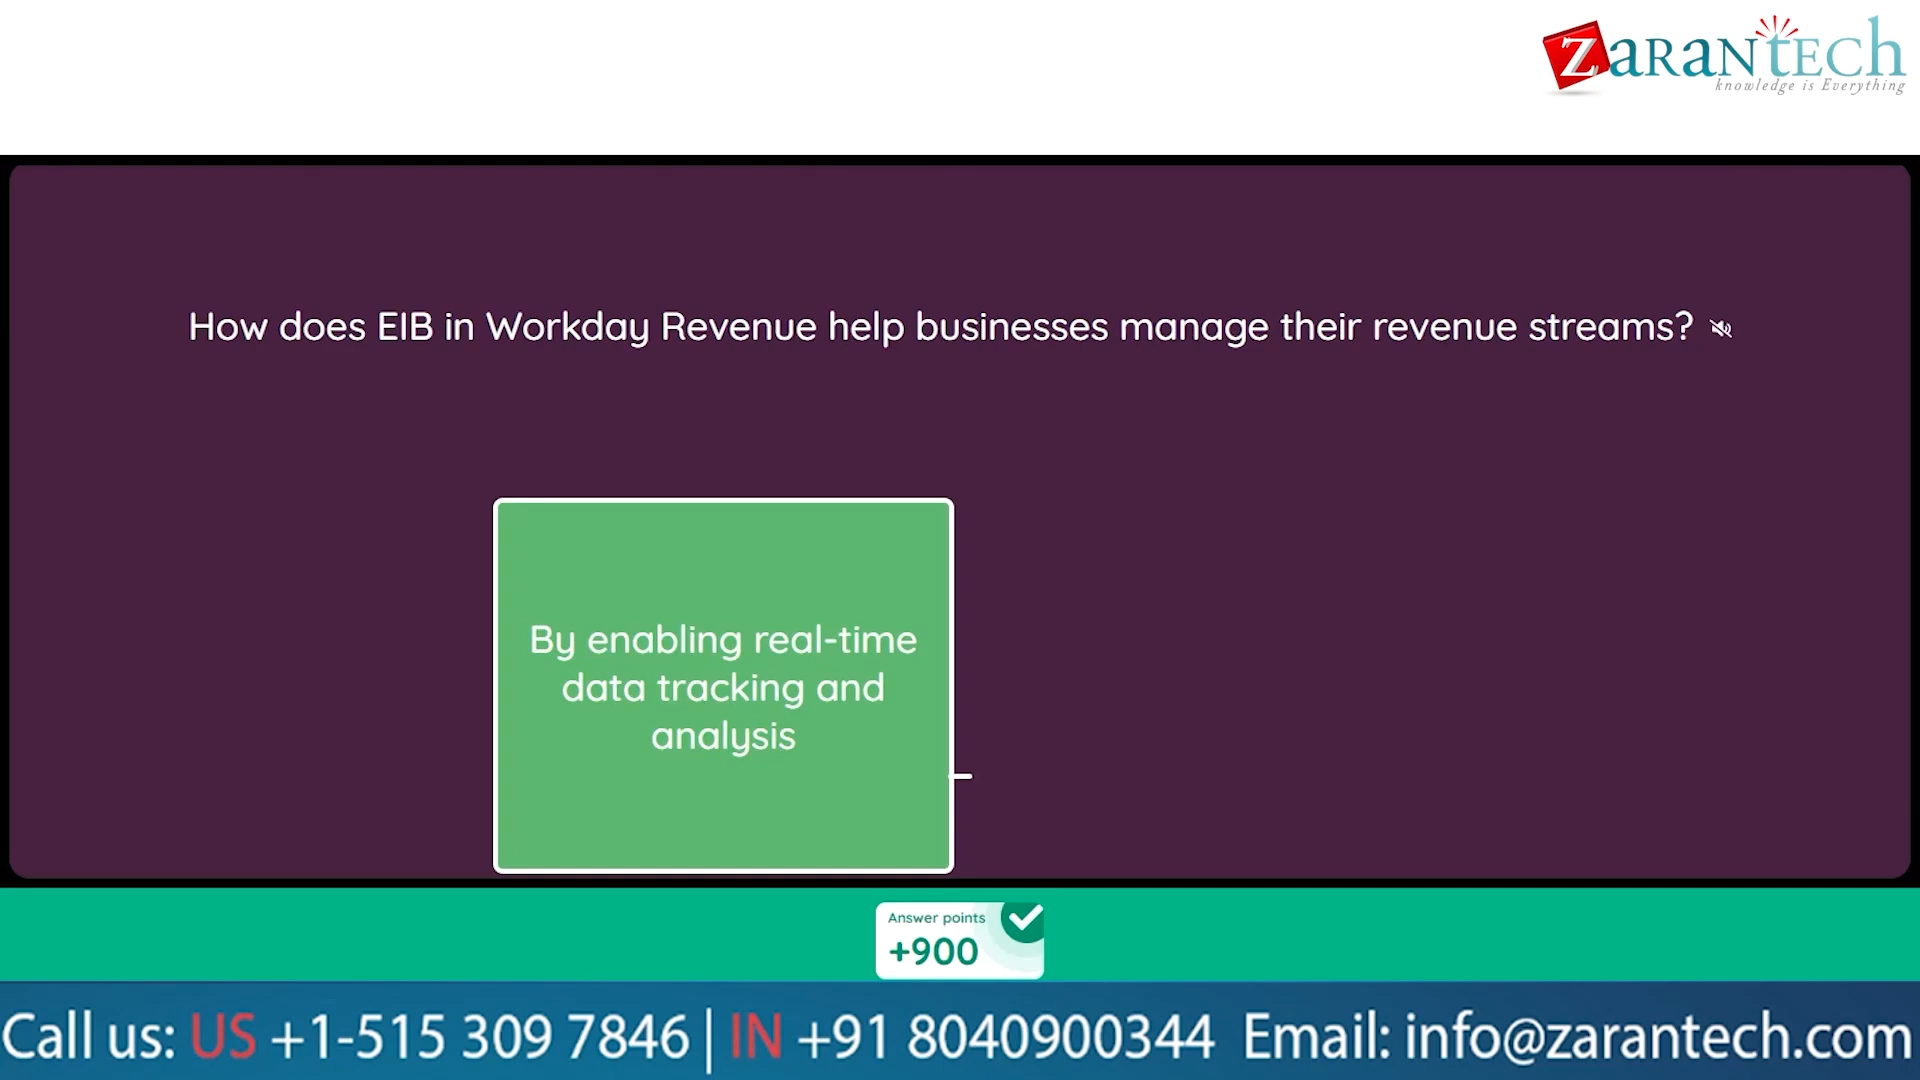 ZaranTech
knowledge is Everything
How does EIB in Workday Revenue help businesses manage their revenue streams?
By enabling real-time
data tracking and
analysis
Answer points
+900
Call us: US +1-515 309 7846 | IN +91 8040900344 Email: info@zarantech.com